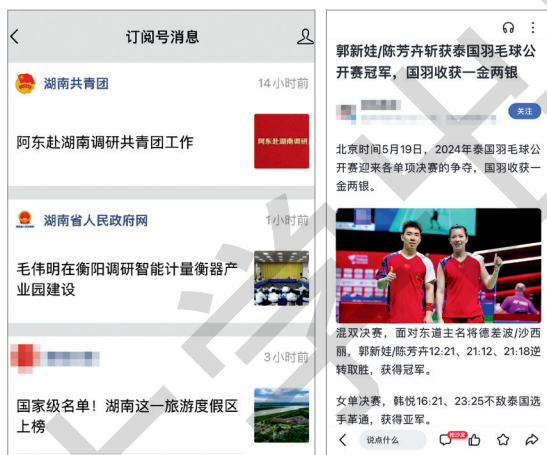 订阅号消息
湖南共青团
14小时前
阿东赴湖南调研共青团工作
阿东赴湖南调研
湖南省人民政府网
1小时前
毛伟明在衡阳调研智能计量衡器产
业园建设
3小时前
国家级名单！湖南这一旅游度假区
上榜
郭新娃/陈芳卉斩获泰国羽毛球公
开赛冠军，国羽收获一金两银
关注
北京时间5月19日，2024年泰国羽毛球公
开赛迎来各单项决赛的争夺，国羽收获一
金两银。
混双决赛，面对东道主名将德差波/沙西
丽，郭新娃/陈芳卉12:21、21:12、21:18逆
转取胜，获得冠军。
女单决赛，韩悦16:21、23:25不敌泰国选
手革通，获得亚军。
说点什么
抢沙发